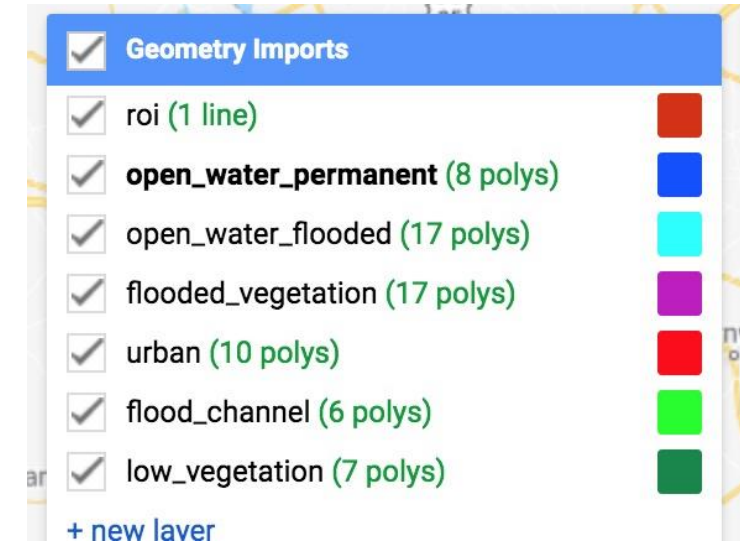 Geometry Imports
roi (1 line)
open_water_permanent (8 polys)
open_water_flooded (17 polys)
flooded_vegetation (17 polys)
urban (10 polys)
flood_channel (6 polys)
low_vegetation (7 polys)
+ new layer